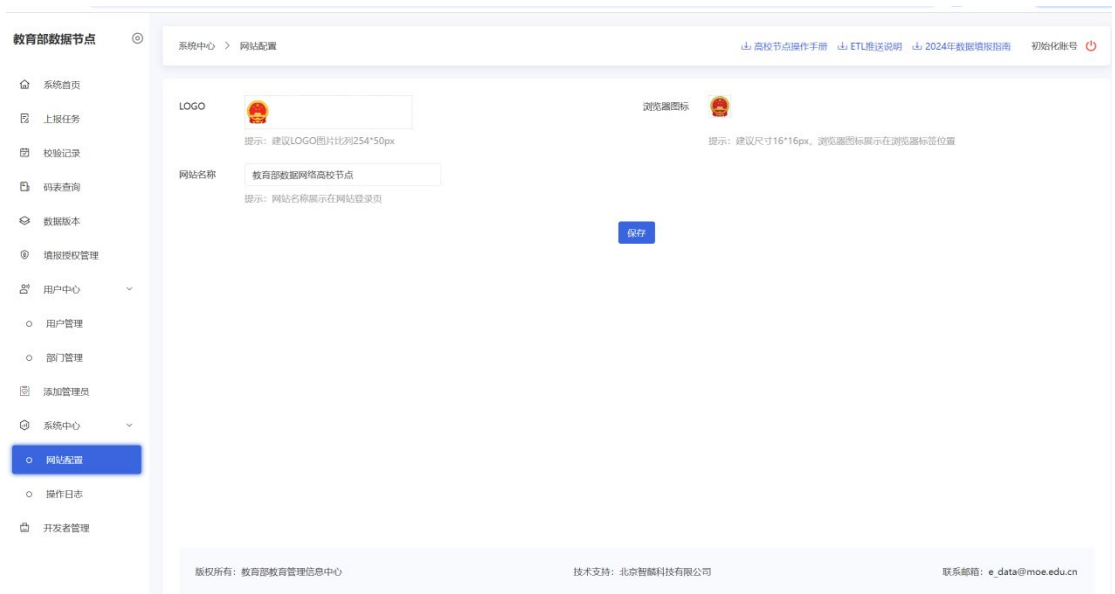 教育部数据节点
系统首页
上报任务
校验记录
码表查询
数据版本
填报授权管理
用户中心
用户管理
部门管理
添加管理员
系统中心
网站配置
操作日志
开发者管理
系统中心 > 网站配置
高校节点操作手册 ETL推送说明 2024年数据填报指南 初始化账号
LOGO
提示：建议LOGO图片比列254*50px
浏览器图标
提示：建议尺寸16*16px，浏览器图标展示在浏览器标签位置
网站名称 教育部数据网络高校节点
提示：网站名称展示在网站登录页
保存
版权所有：教育部教育管理信息中心 技术支持：北京智麟科技有限公司 联系邮箱：e_data@moe.edu.cn